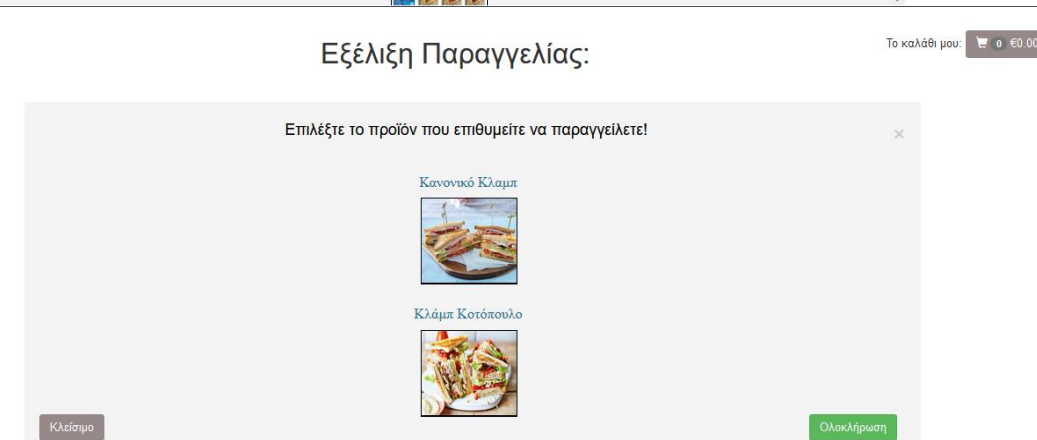 Εξέλιξη Παραγγελίας:
Το καλάθι μου: 0 €0.00
Επιλέξτε το προϊόν που επιθυμείτε να παραγγείλετε!
×
Κανονικό Κλαμπ
Κλάμπ Κοτόπουλο
Κλείσιμο
Ολοκλήρωση